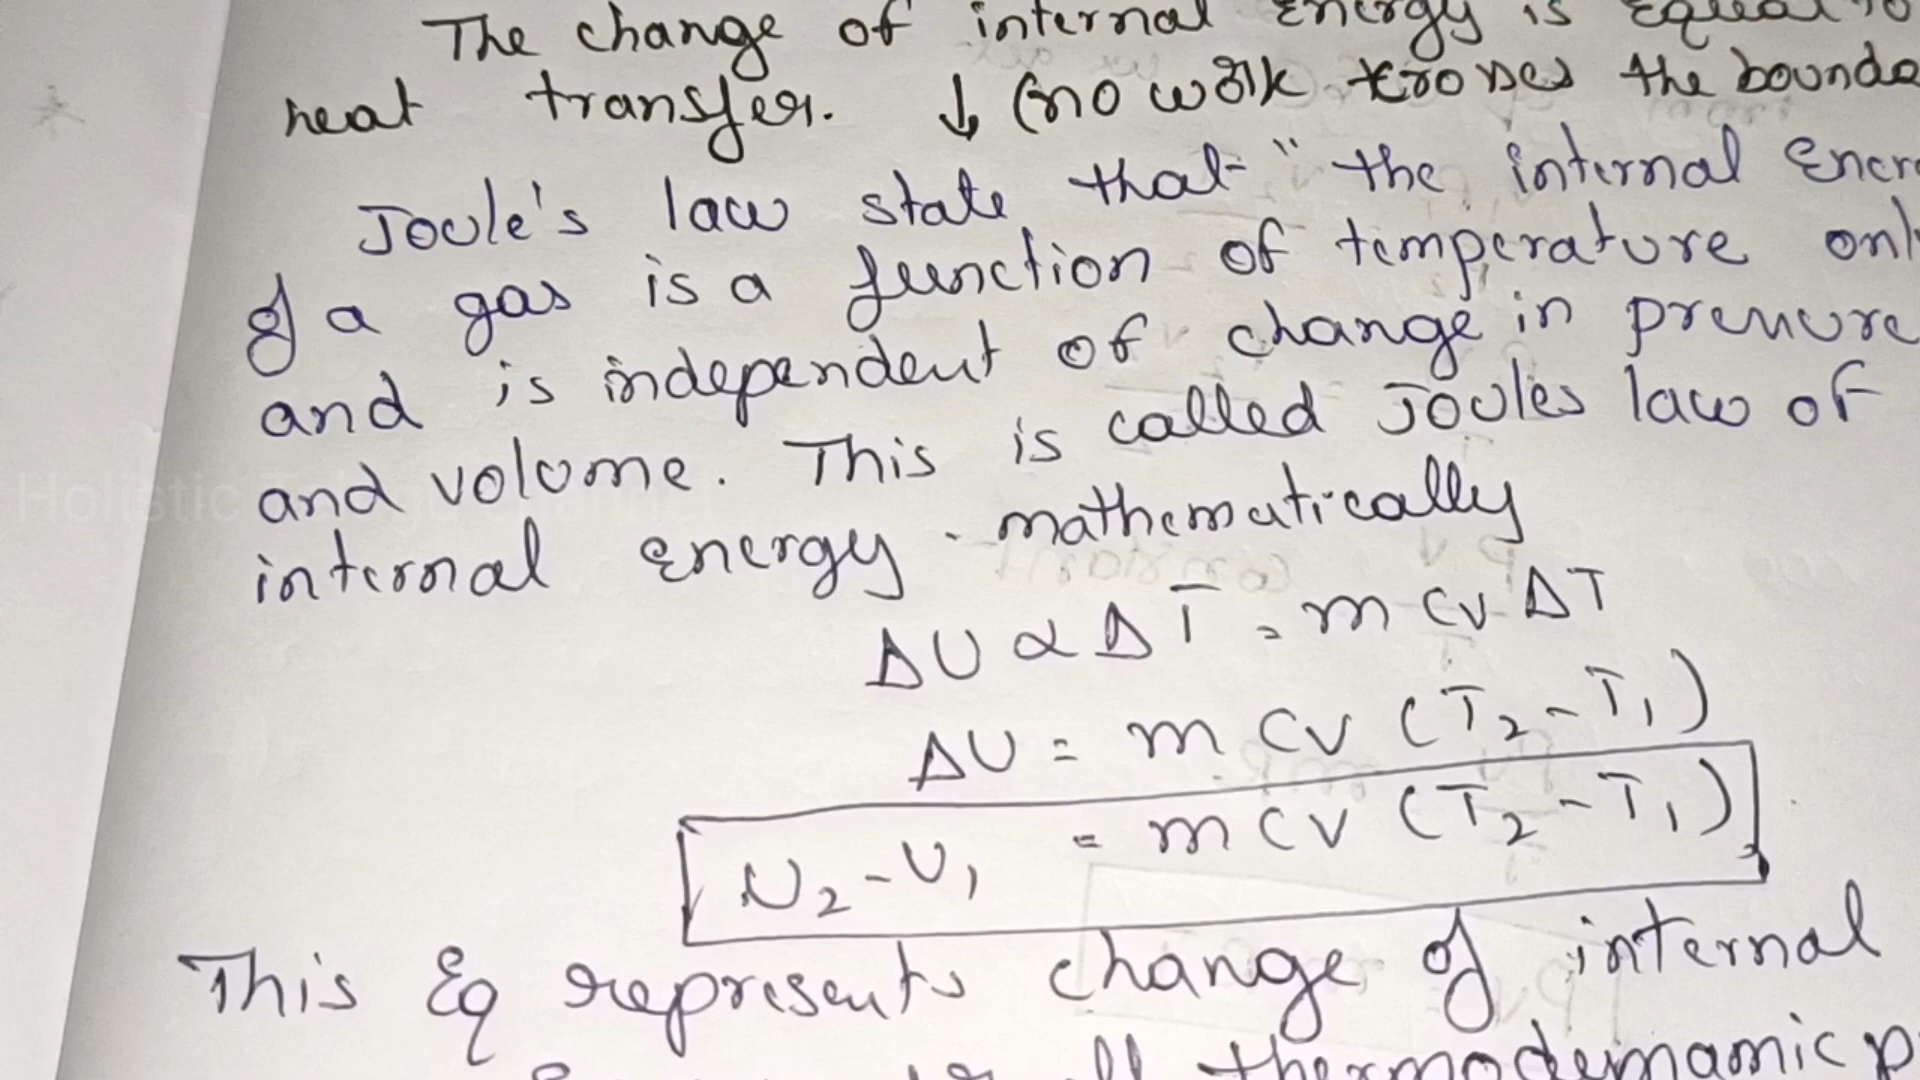 The change of internal energy is equal to
heat transfer. ↓ (no work crosses the bounda
Joule's law state that "the internal Ener
of a gas is a function of temperature only
and is independent of change in pressure
and volume. This is called Joules law of
internal energy. mathematically
ΔU ∝ ΔT = m Cv ΔT
ΔU = m Cv (T2 - T1)
U2 - U1 = m Cv (T2 - T1)
This Eq represents change of internal
all thermodynamic p